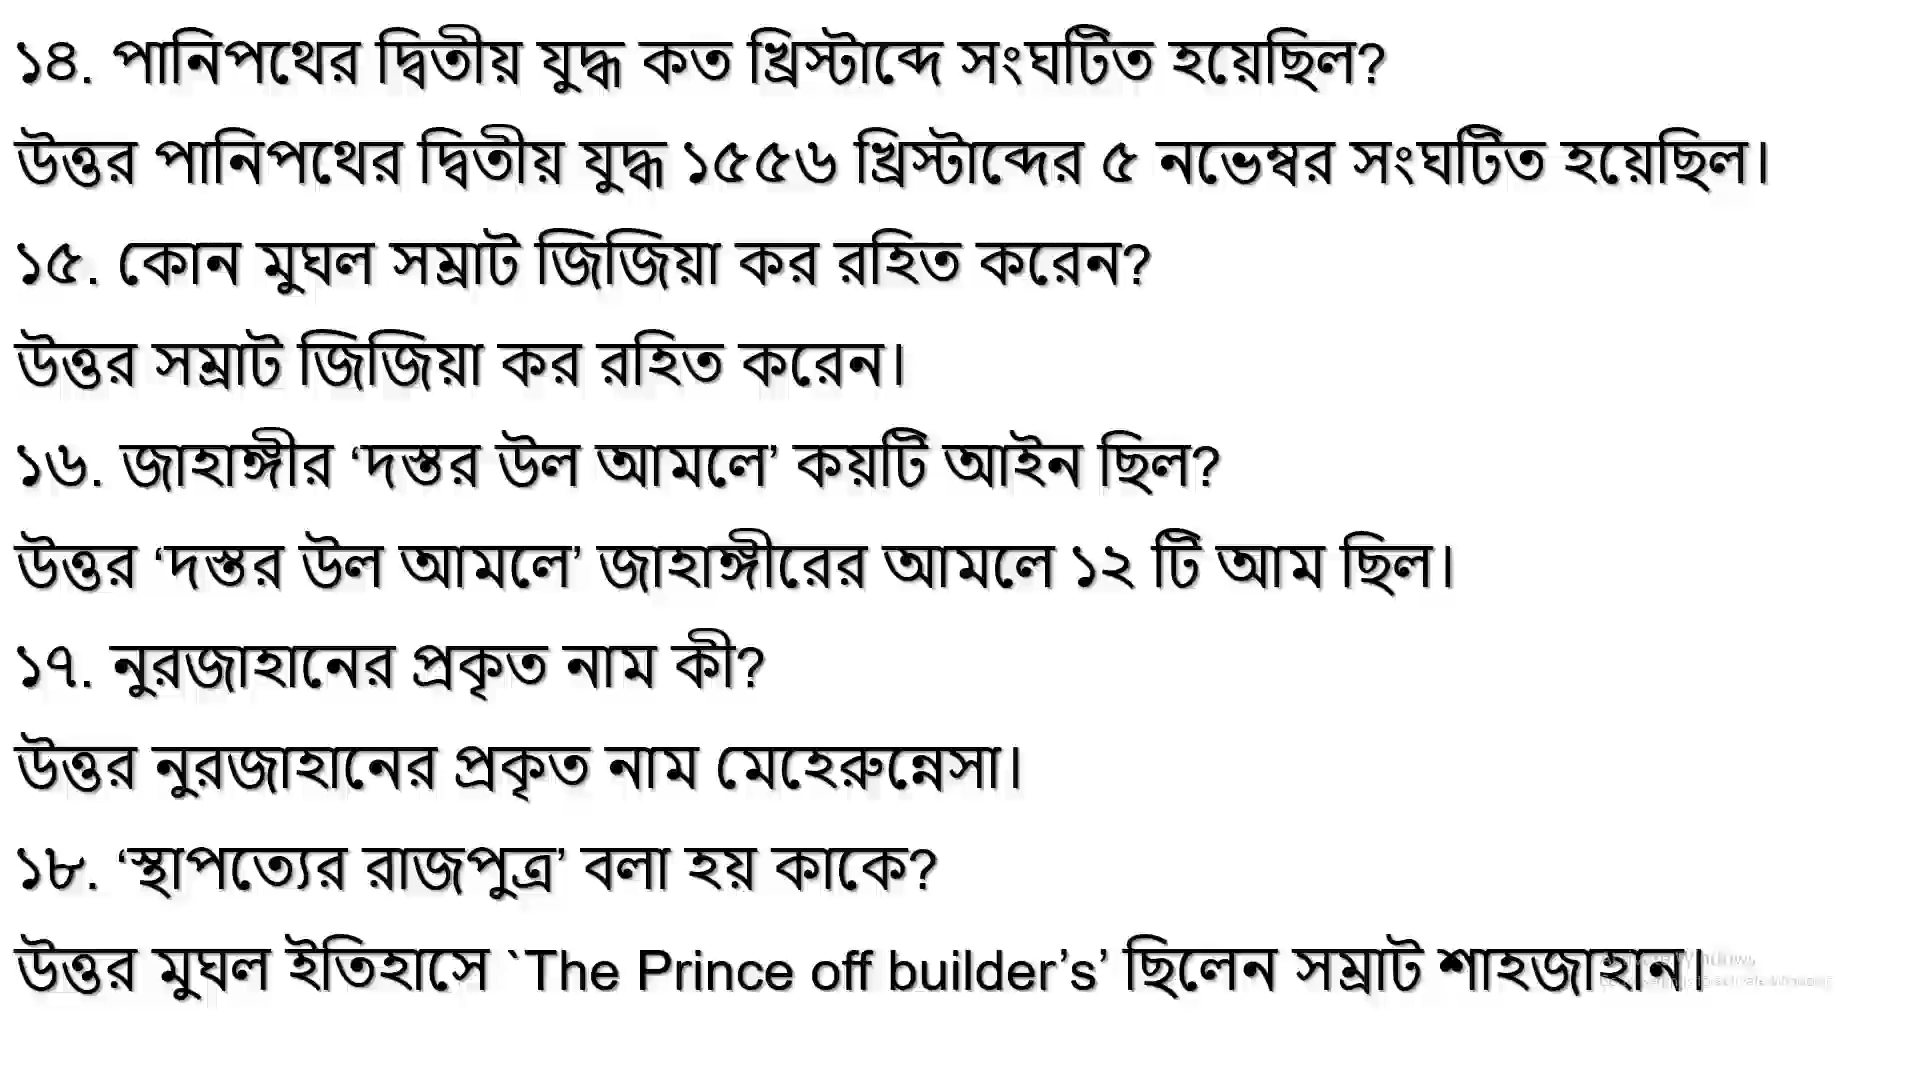 ১৪. পানিপথের দ্বিতীয় যুদ্ধ কত খ্রিস্টাব্দে সংঘটিত হয়েছিল?
উত্তর পানিপথের দ্বিতীয় যুদ্ধ ১৫৫৬ খ্রিস্টাব্দের ৫ নভেম্বর সংঘটিত হয়েছিল।
১৫. কোন মুঘল সম্রাট জিজিয়া কর রহিত করেন?
উত্তর সম্রাট জিজিয়া কর রহিত করেন।
১৬. জাহাঙ্গীর ‘দস্তর উল আমলে’ কয়টি আইন ছিল?
উত্তর ‘দস্তর উল আমলে’ জাহাঙ্গীরের আমলে ১২ টি আম ছিল।
১৭. নুরজাহানের প্রকৃত নাম কী?
উত্তর নুরজাহানের প্রকৃত নাম মেহেরুন্নেসা।
১৮. ‘স্থাপত্যের রাজপুত্র’ বলা হয় কাকে?
উত্তর মুঘল ইতিহাসে `The Prince off builder’s’ ছিলেন সম্রাট শাহজাহান।